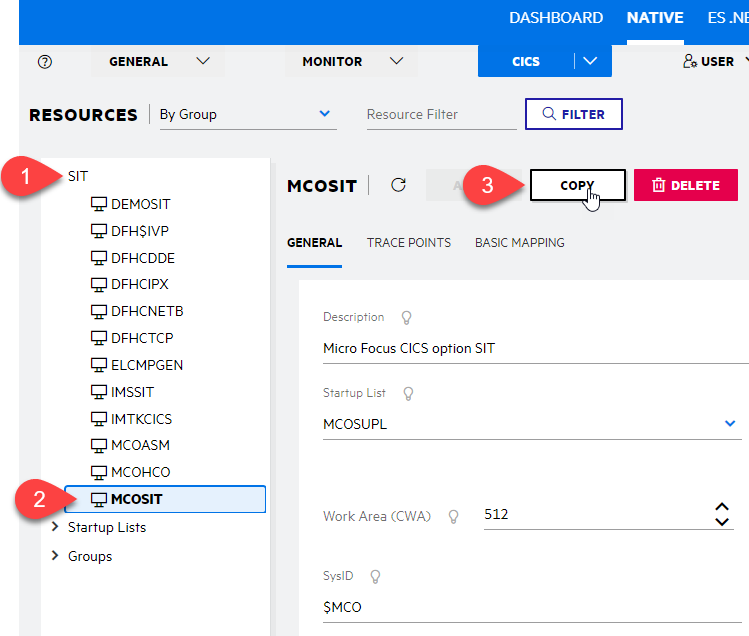 DASHBOARD NATIVE ES .NE
GENERAL MONITOR CICS USER
RESOURCES By Group Resource Filter FILTER
1 SIT
MCOSIT A 3 COPY DELETE
DEMOSIT
DFH$IVP
GENERAL TRACE POINTS BASIC MAPPING
DFHCDDE
DFHCIPX
DFHCNETB
Description
DFHCTCP
Micro Focus CICS option SIT
ELCMPGEN
IMSSIT
Startup List
IMTKCICS
MCOSUPL
MCOASM
MCOHCO
2 MCOSIT
Work Area (CWA) 512
Startup Lists
Groups
SysID
$MCO